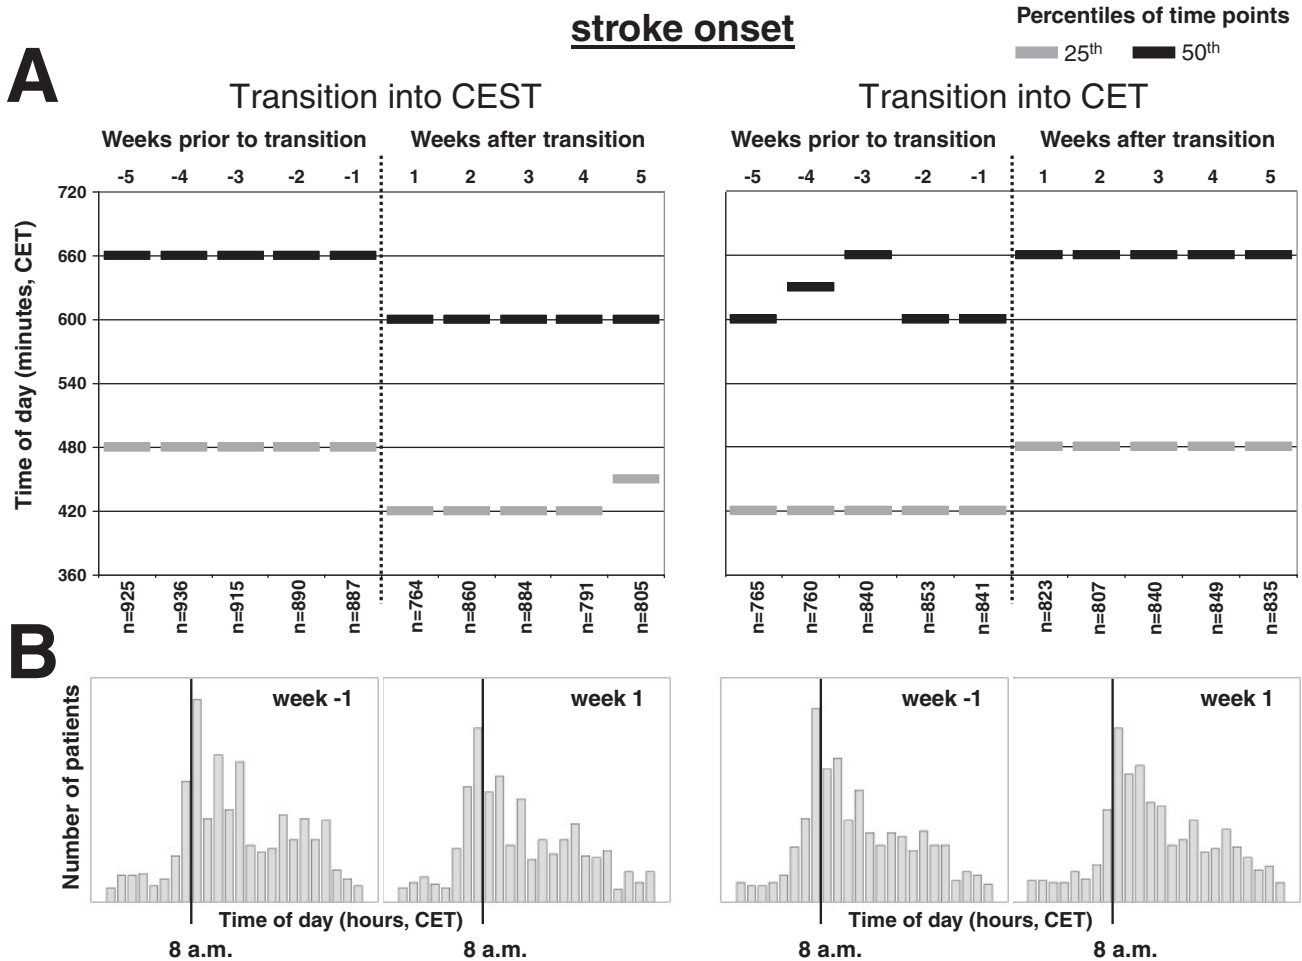 stroke onset
Percentiles of time points
25th 50th
A
Transition into CEST
Transition into CET
Weeks prior to transition Weeks after transition
Weeks prior to transition Weeks after transition
-5 -4 -3 -2 -1 1 2 3 4 5
-5 -4 -3 -2 -1 1 2 3 4 5
Time of day (minutes, CET)
720
660
600
540
480
420
360
n=925 n=936 n=915 n=890 n=887 n=764 n=860 n=884 n=791 n=805
n=765 n=760 n=840 n=853 n=841 n=823 n=807 n=840 n=849 n=835
B
Number of patients
week -1 week 1
week -1 week 1
Time of day (hours, CET)
Time of day (hours, CET)
8 a.m. 8 a.m.
8 a.m. 8 a.m.